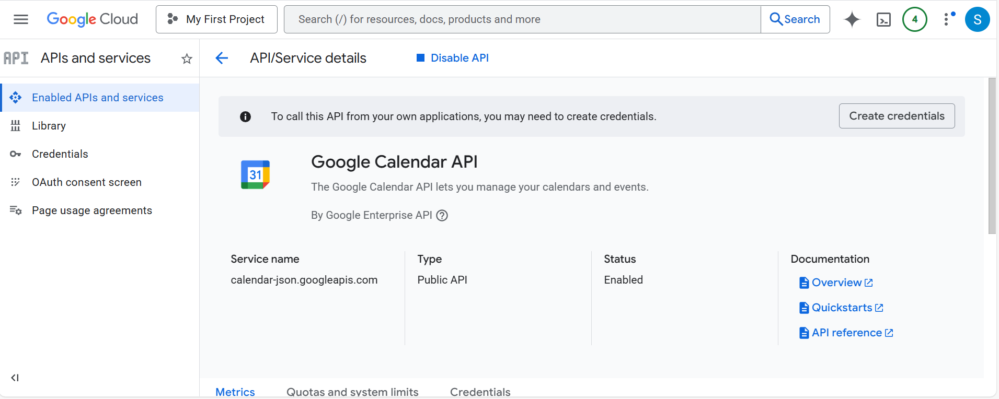 Google Cloud
My First Project
Search (/) for resources, docs, products and more
Search
4
S
API
APIs and services
API/Service details
Disable API
Enabled APIs and services
Library
Credentials
OAuth consent screen
Page usage agreements
To call this API from your own applications, you may need to create credentials.
Create credentials
31
Google Calendar API
The Google Calendar API lets you manage your calendars and events.
By Google Enterprise API
Service name
calendar-json.googleapis.com
Type
Public API
Status
Enabled
Documentation
Overview
Quickstarts
API reference
Metrics
Quotas and system limits
Credentials